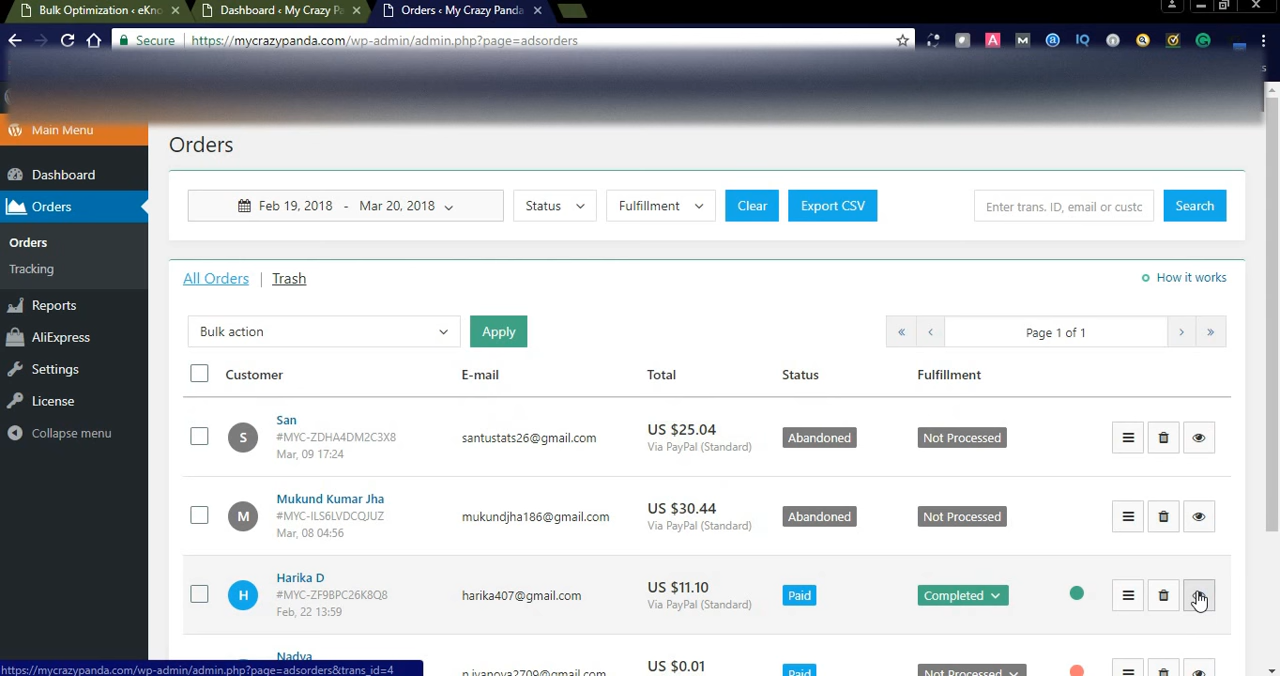 Bulk Optimization ‹ eKno
Dashboard ‹ My Crazy Pa
Orders ‹ My Crazy Panda
Secure
https://mycrazypanda.com/wp-admin/admin.php?page=adsorders
Main Menu
Orders
Dashboard
Feb 19, 2018 - Mar 20, 2018
Status
Fulfillment
Clear
Export CSV
Enter trans. ID, email or custc
Search
Orders
Orders
Tracking
All Orders | Trash
How it works
Reports
Bulk action
Apply
« ‹ Page 1 of 1 › »
AliExpress
Settings
Customer
E-mail
Total
Status
Fulfillment
License
Collapse menu
S
San
#MYC-ZDHA4DM2C3X8
Mar, 09 17:24
santustats26@gmail.com
US $25.04
Via PayPal (Standard)
Abandoned
Not Processed
M
Mukund Kumar Jha
#MYC-ILS6LVDCQJUZ
Mar, 08 04:56
mukundjha186@gmail.com
US $30.44
Via PayPal (Standard)
Abandoned
Not Processed
H
Harika D
#MYC-ZF9BPC26K8Q8
Feb, 22 13:59
harika407@gmail.com
US $11.10
Via PayPal (Standard)
Paid
Completed
Nadya
n.ivanova2709@gmail.com
US $0.01
Paid
Not Processed
https://mycrazypanda.com/wp-admin/admin.php?page=adsorders&trans_id=4